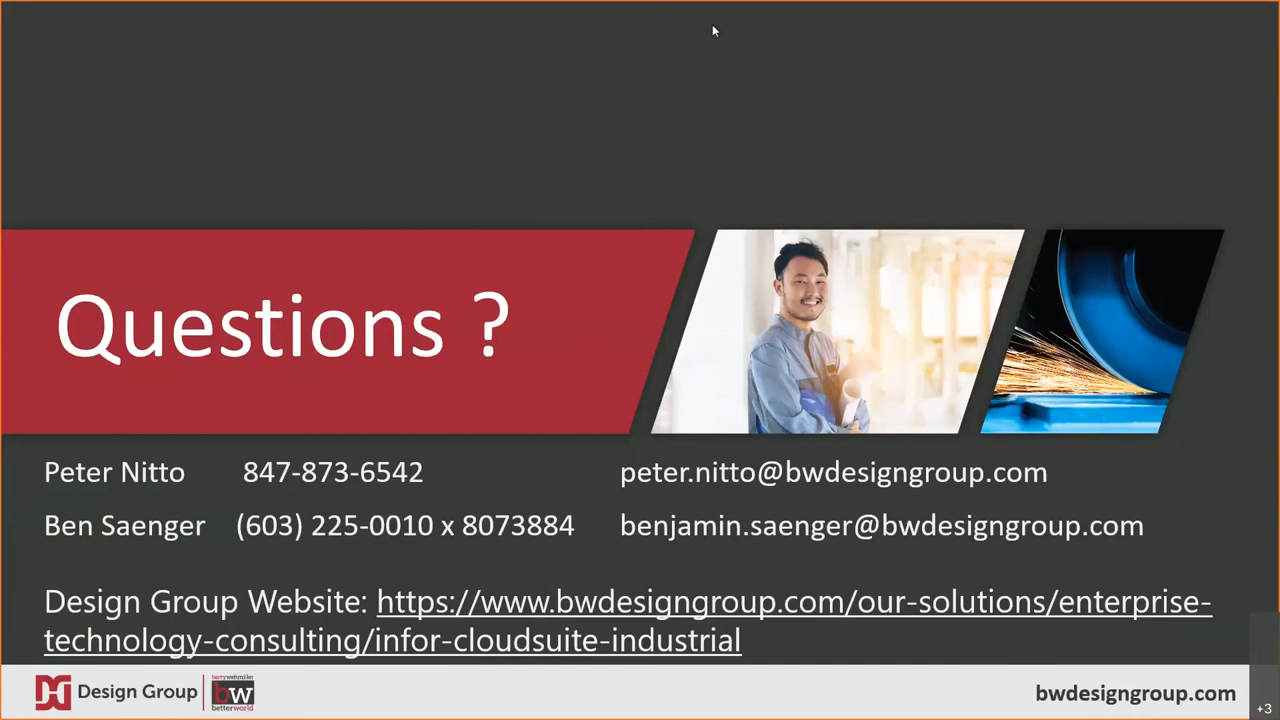 Questions ?
Peter Nitto 847-873-6542 peter.nitto@bwdesigngroup.com
Ben Saenger (603) 225-0010 x 8073884 benjamin.saenger@bwdesigngroup.com
Design Group Website: https://www.bwdesigngroup.com/our-solutions/enterprise-
technology-consulting/infor-cloudsuite-industrial
Design Group
barrywehmiller
bw
betterworld
bwdesigngroup.com
+3